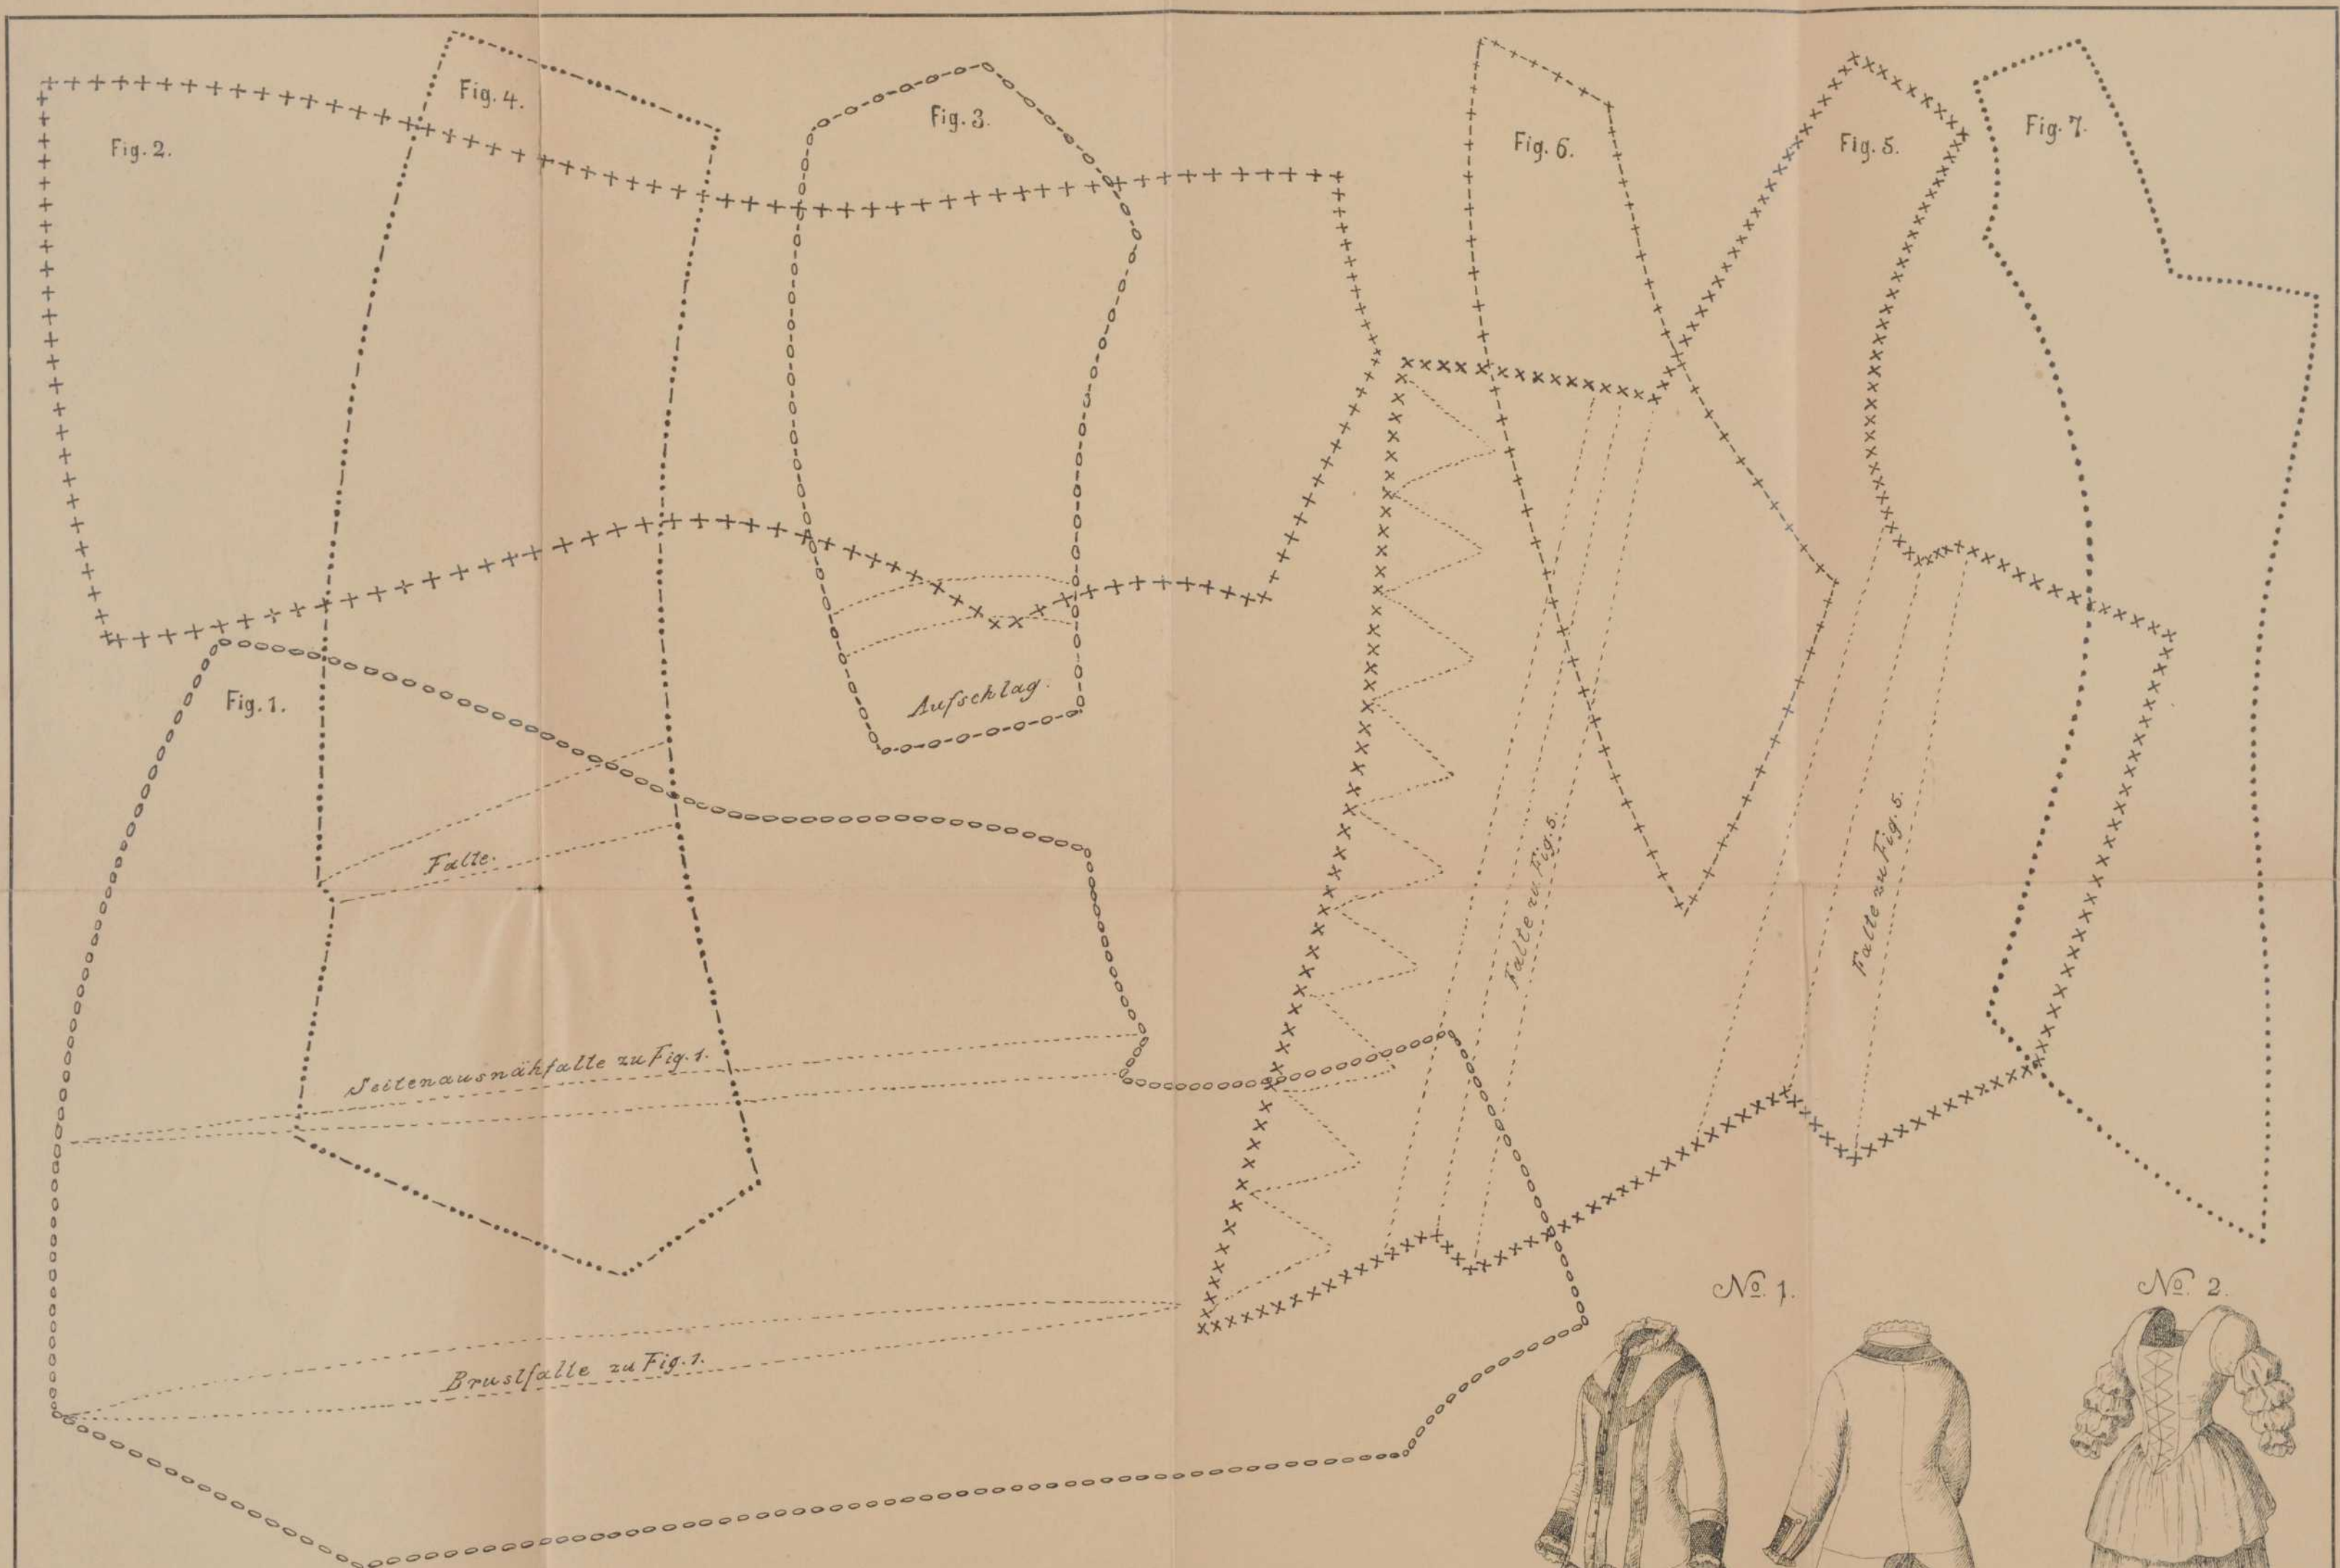 Fig. 4.
Fig. 2.
Fig. 3.
Fig. 6.
Fig. 5.
Fig. 7.
Aufschlag.
Fig. 1.
Falte.
Falte zu Fig. 5.
Falte zu Fig. 5.
Seitenausnähfalte zu Fig. 1.
Brustfalte zu Fig. 1.
No. 1.
No. 2.